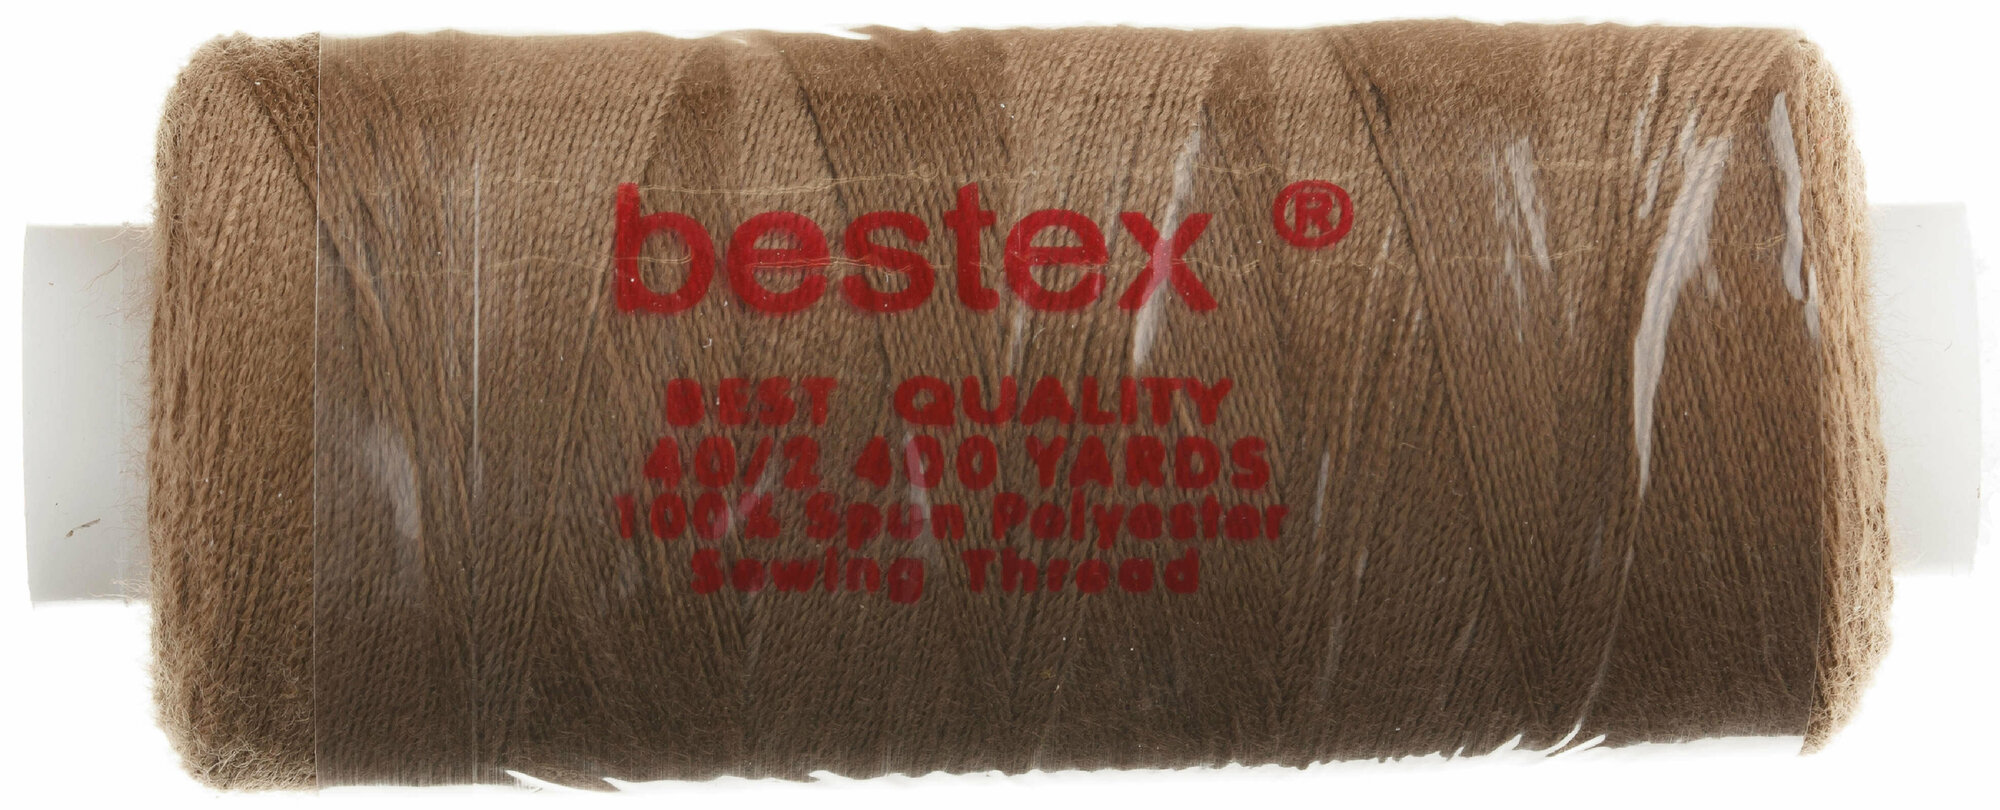 bestex ®
BEST QUALITY
40/2 400 YARDS
100% Spun Polyester
Sewing Thread